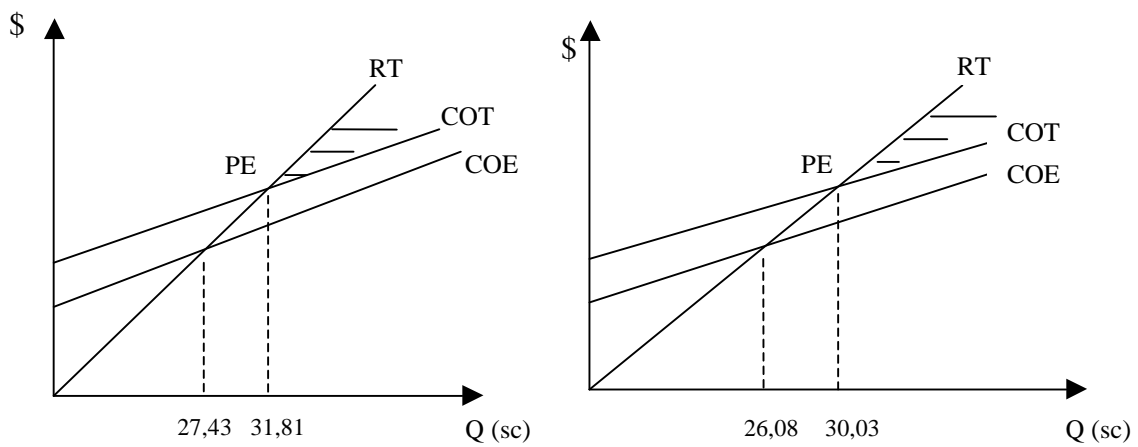 $
RT
COT
PE
COE
27,43 31,81 Q (sc)
$
RT
COT
PE
COE
26,08 30,03 Q (sc)